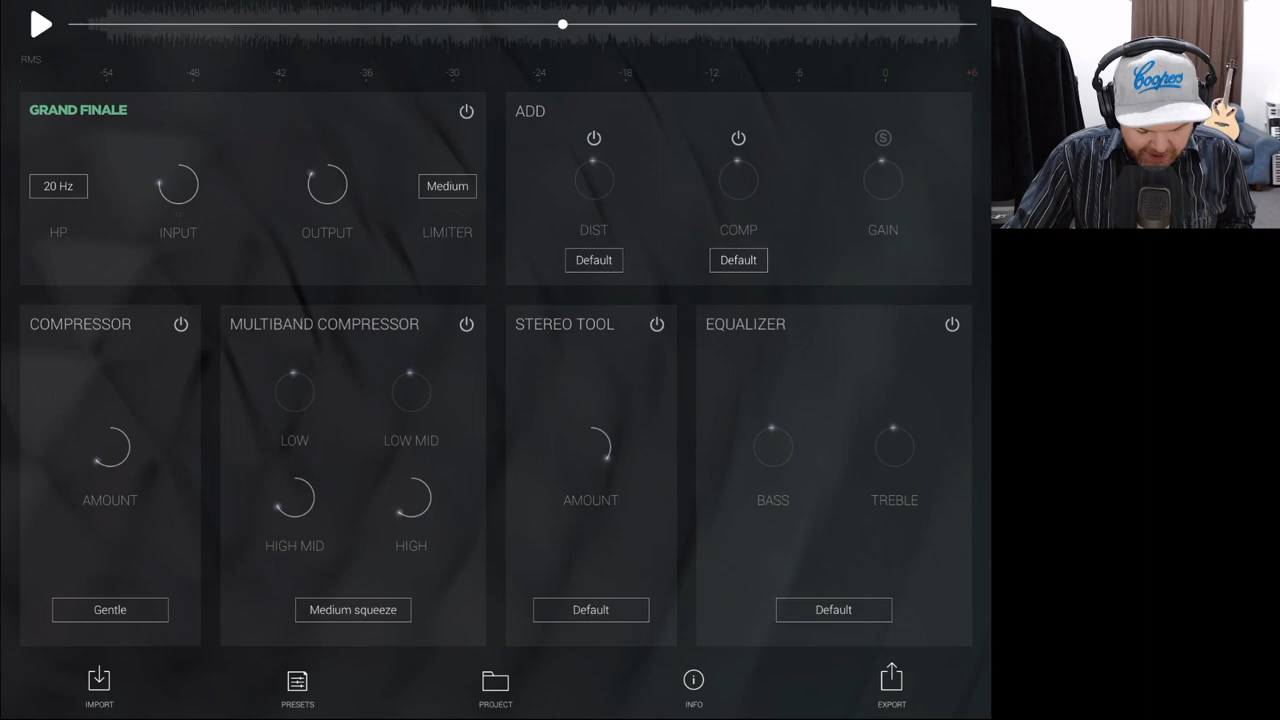 RMS
-54 -48 -42 -36 -30 -24 -18 -12 -6 0 +6
GRAND FINALE
20 Hz
Medium
HP
INPUT
OUTPUT
LIMITER
ADD
S
DIST
COMP
GAIN
Default
Default
COMPRESSOR
AMOUNT
Gentle
MULTIBAND COMPRESSOR
LOW
LOW MID
HIGH MID
HIGH
Medium squeeze
STEREO TOOL
AMOUNT
Default
EQUALIZER
BASS
TREBLE
Default
IMPORT
PRESETS
PROJECT
INFO
EXPORT
Coopers